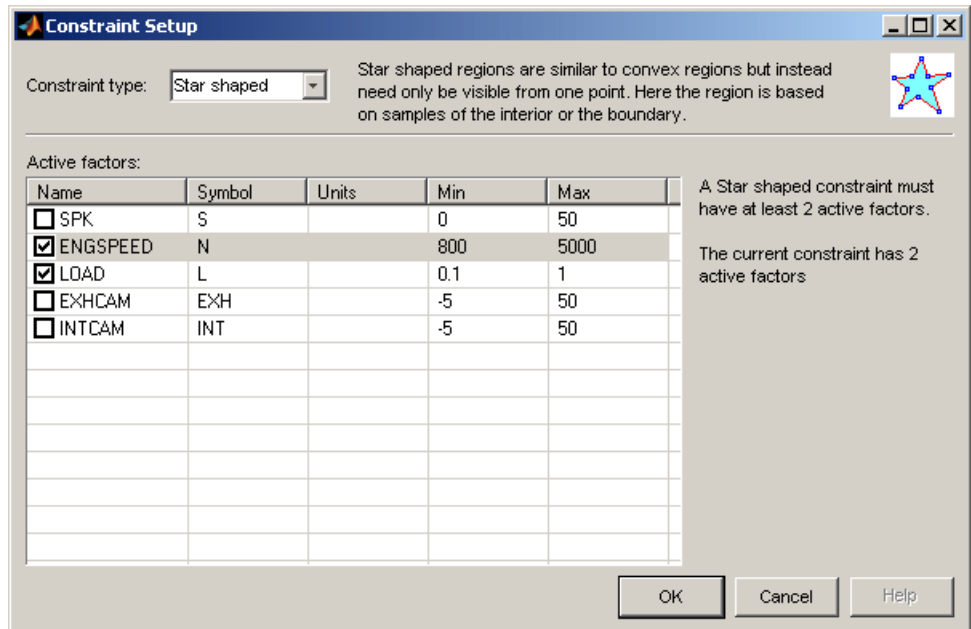 Constraint Setup
Constraint type: Star shaped
Star shaped regions are similar to convex regions but instead
need only be visible from one point. Here the region is based
on samples of the interior or the boundary.
Active factors:
Name Symbol Units Min Max
SPK S 0 50
ENGSPEED N 800 5000
LOAD L 0.1 1
EXHCAM EXH -5 50
INTCAM INT -5 50
A Star shaped constraint must
have at least 2 active factors.
The current constraint has 2
active factors
OK Cancel Help